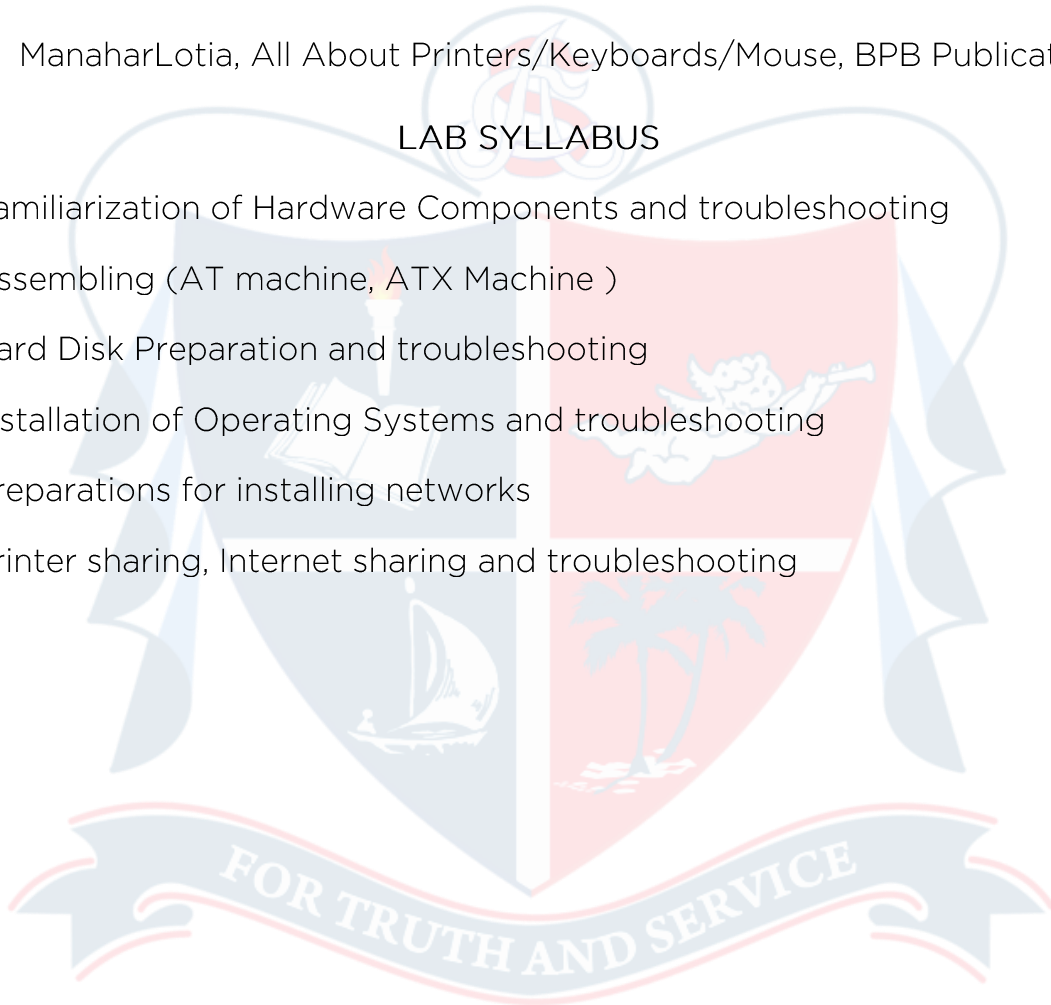 ManaharLotia, All About Printers/Keyboards/Mouse, BPB Publicat
LAB SYLLABUS
amiliarization of Hardware Components and troubleshooting
ssembling (AT machine, ATX Machine )
ard Disk Preparation and troubleshooting
stallation of Operating Systems and troubleshooting
reparations for installing networks
rinter sharing, Internet sharing and troubleshooting
FOR TRUTH AND SERVICE